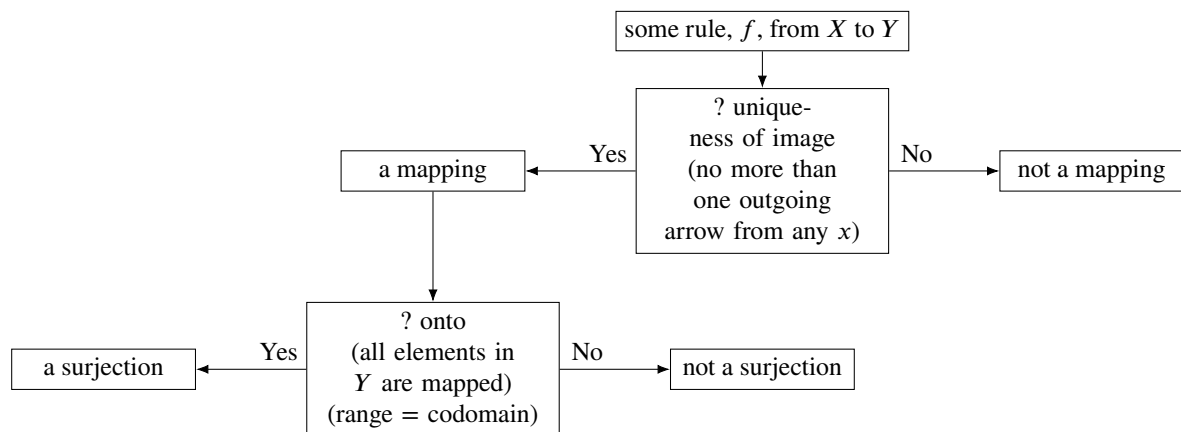 some rule, f, from X to Y
? unique-
ness of image
(no more than
one outgoing
arrow from any x)
Yes
No
a mapping
not a mapping
? onto
(all elements in
Y are mapped)
(range = codomain)
Yes
No
a surjection
not a surjection